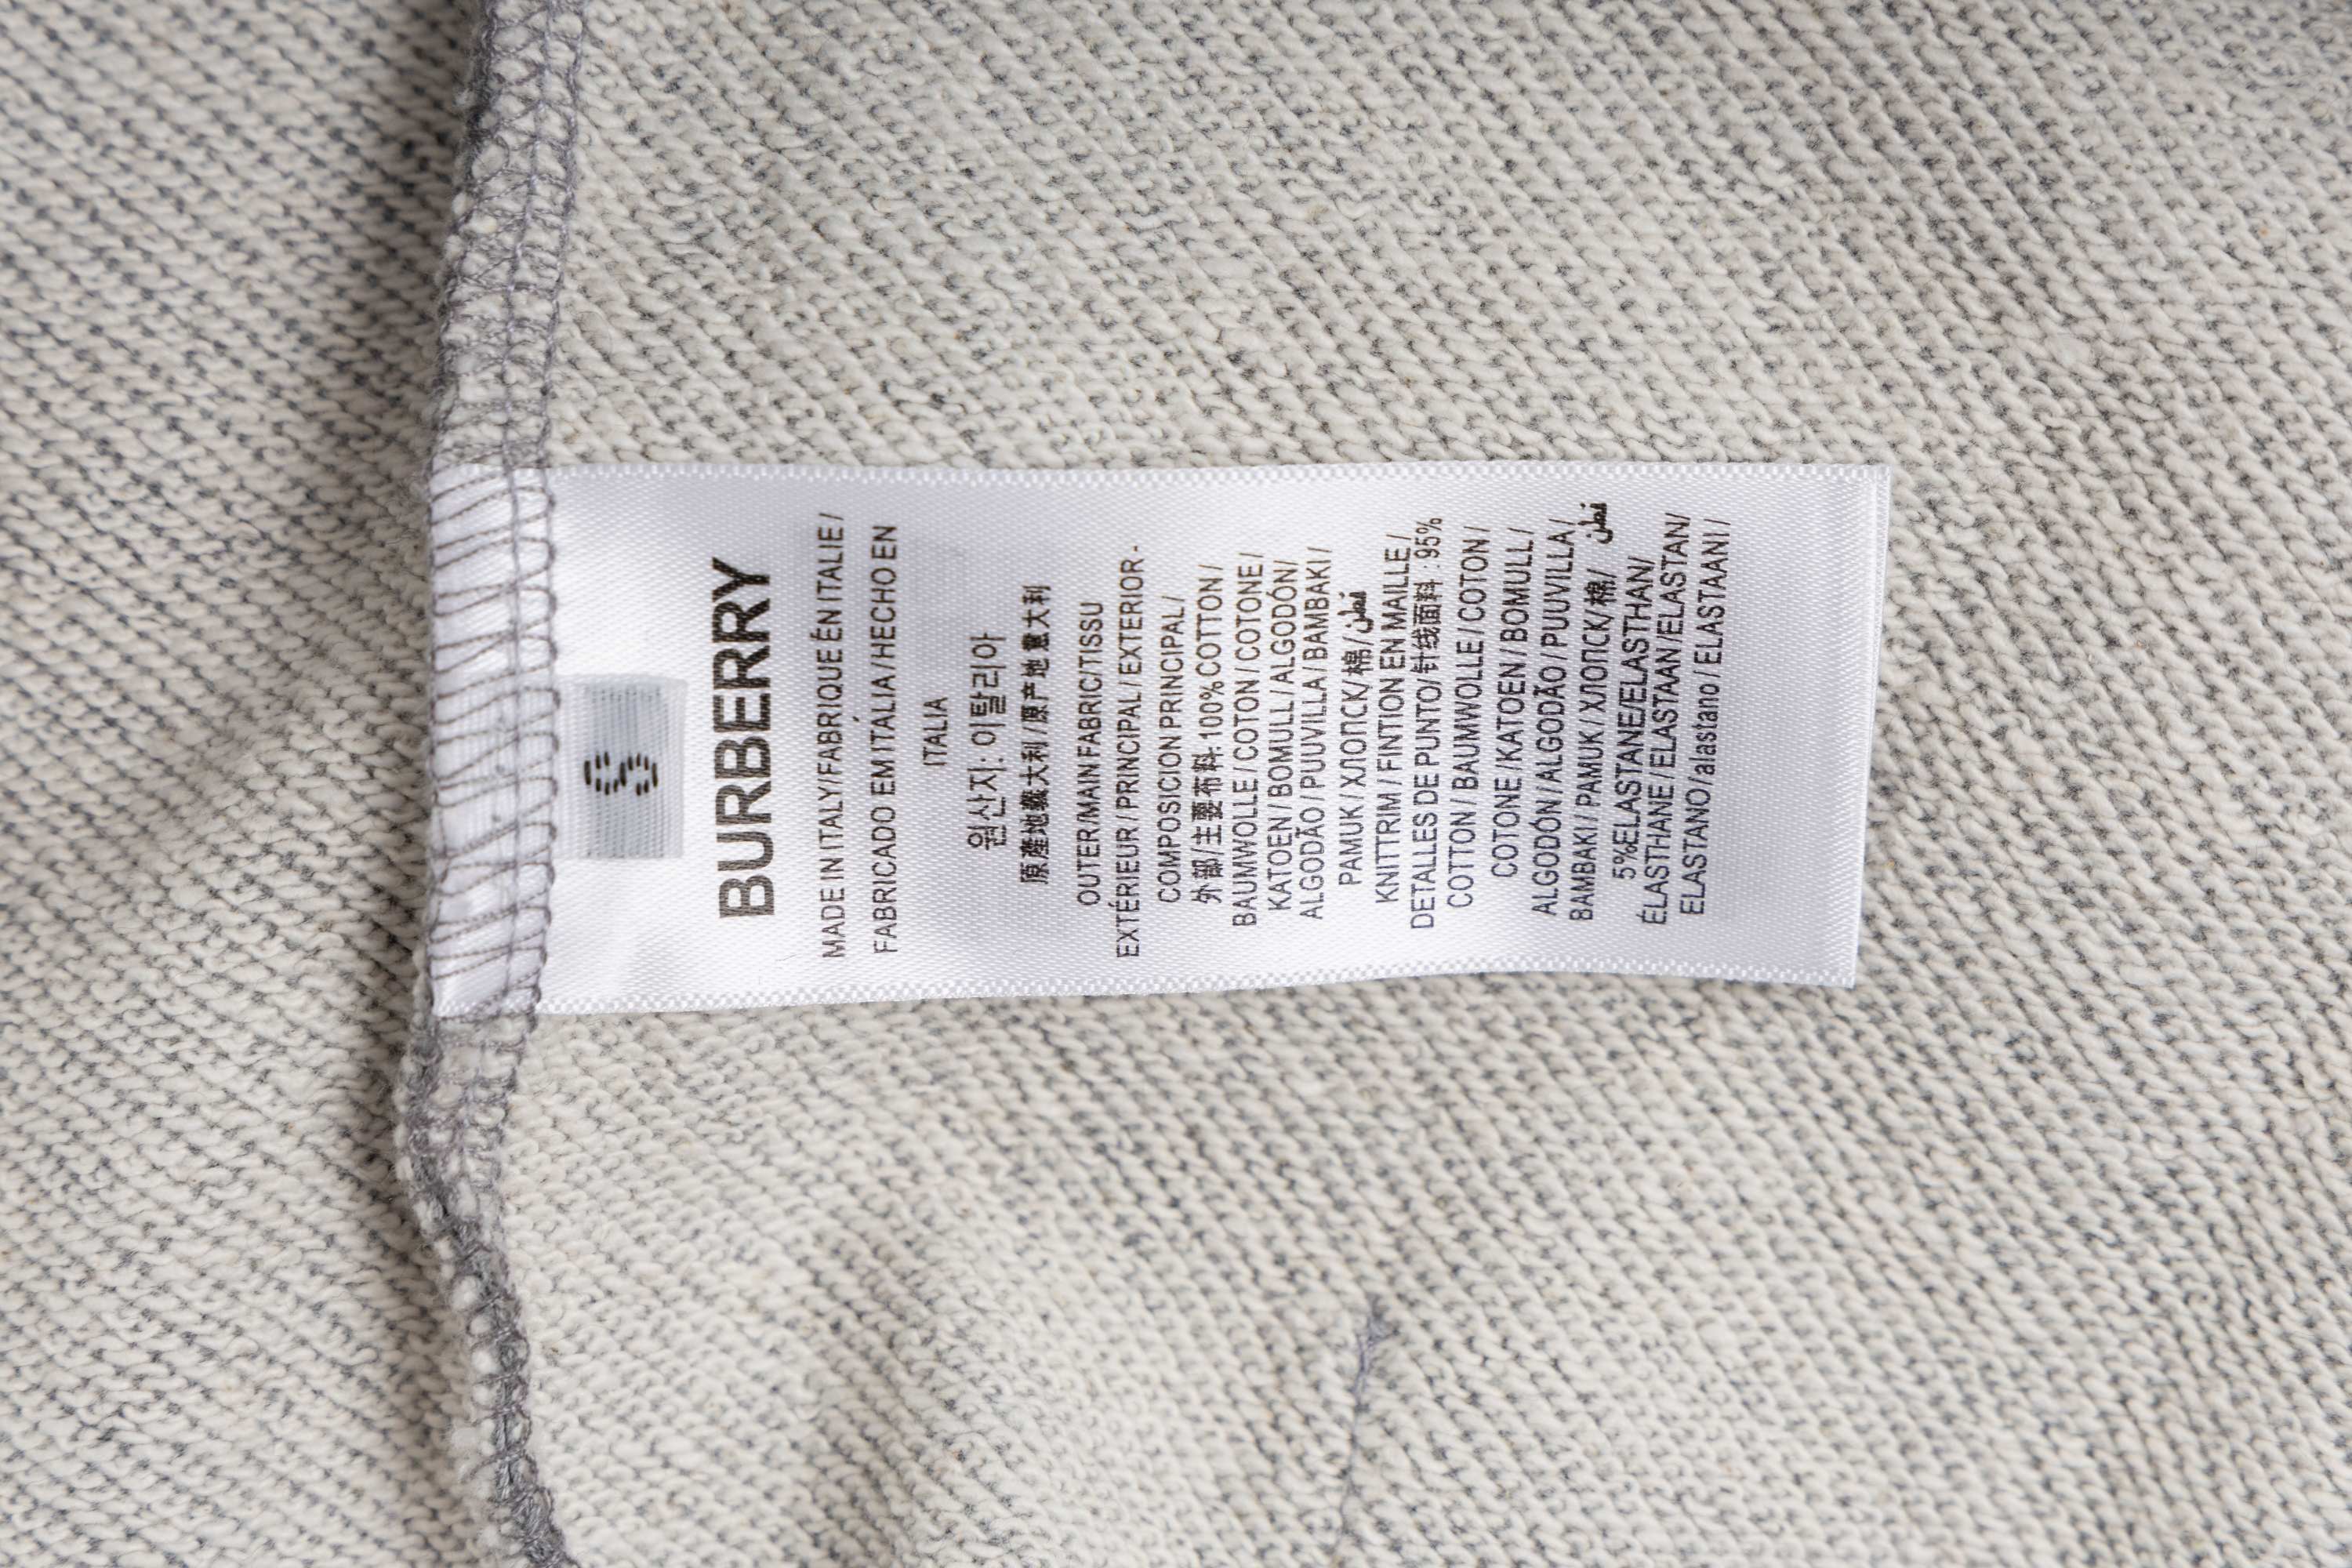 S
BURBERRY
MADE IN ITALY/FABRIQUÉ EN ITALIE/
FABRICADO EM ITÁLIA/HECHO EN
ITALIA
원산지: 이탈리아
原產地義大利/原产地 意大利
OUTER/MAIN FABRIC/TISSU
EXTÉRIEUR/PRINCIPAL/EXTERIOR-
COMPOSICION PRINCIPAL/
外部/主要布料: 100% COTTON/
BAUMWOLLE/COTON/COTONE/
KATOEN/BOMULL/ALGODÓN/
ALGODÃO/PUUVILLA/BAMBAKI/
PAMUK/ХЛОПСК/棉/قطن
KNITTRIM/FINTION EN MAILLE/
DETALLES DE PUNTO/针线面料 :95%
COTTON/BAUMWOLLE/COTON/
COTONE/KATOEN/BOMULL/
ALGODÓN/ALGODÃO/PUUVILLA/
BAMBAKI/PAMUK/ХЛОПСК/棉/ قطن
5%ELASTANE/ELASTHAN/
ÉLASTHANE/ELASTAAN/ELASTAN/
ELASTANO/alastano/ELASTAANI/